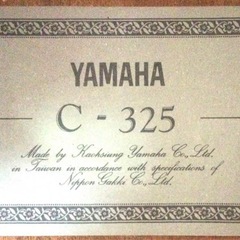 YAMAHA
C - 325
Made by Kaohsiung Yamaha Co., Ltd.
in Taiwan in accordance with specifications of
Nippon Gakki Co., Ltd.